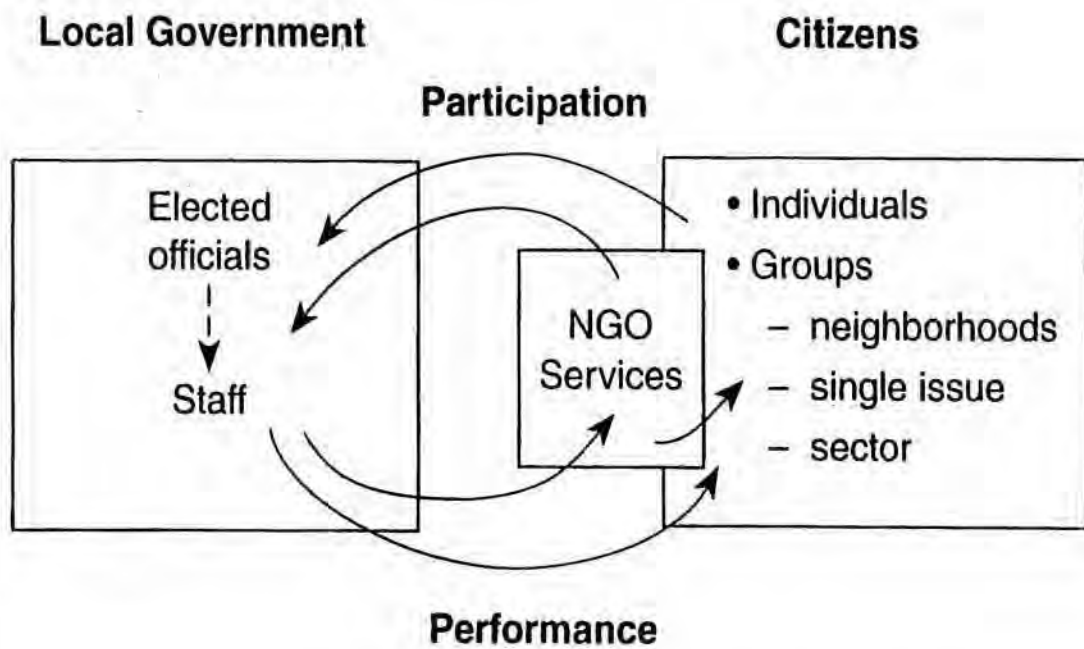 Local Government
Citizens
Participation
Elected
officials
Staff
NGO
Services
• Individuals
• Groups
– neighborhoods
– single issue
– sector
Performance